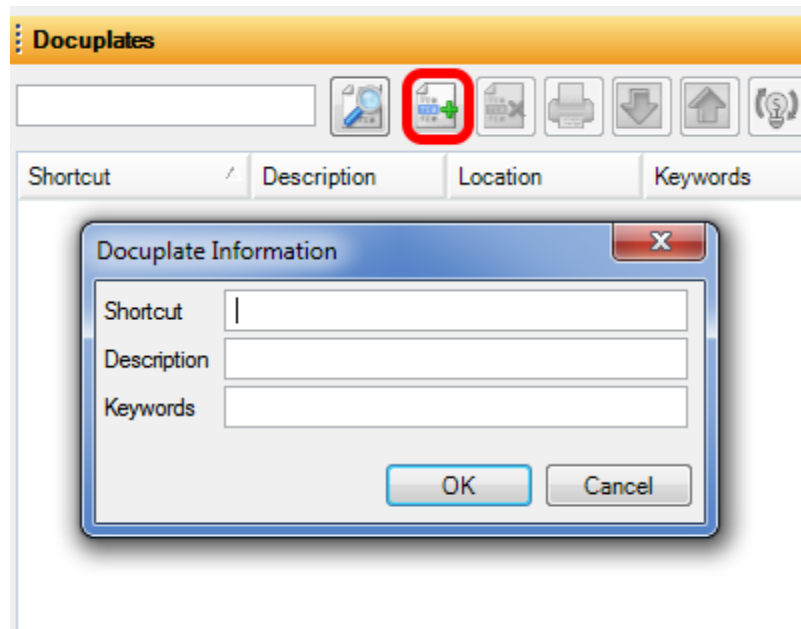 Docuplates
Shortcut Description Location Keywords
Docuplate Information
Shortcut
Description
Keywords
OK Cancel